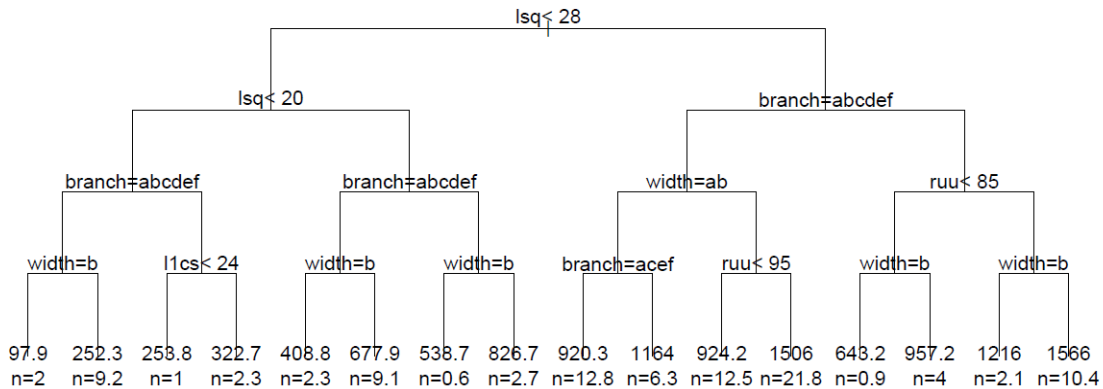 lsq< 28
lsq< 20 branch=abcdef
branch=abcdef branch=abcdef width=ab ruu< 85
width=b l1cs< 24 width=b width=b branch=acef ruu< 95 width=b width=b
97.9 252.3 253.8 322.7 408.8 677.9 538.7 826.7 920.3 1164 924.2 1506 643.2 957.2 1216 1566
n=2 n=9.2 n=1 n=2.3 n=2.3 n=9.1 n=0.6 n=2.7 n=12.8 n=6.3 n=12.5 n=21.8 n=0.9 n=4 n=2.1 n=10.4